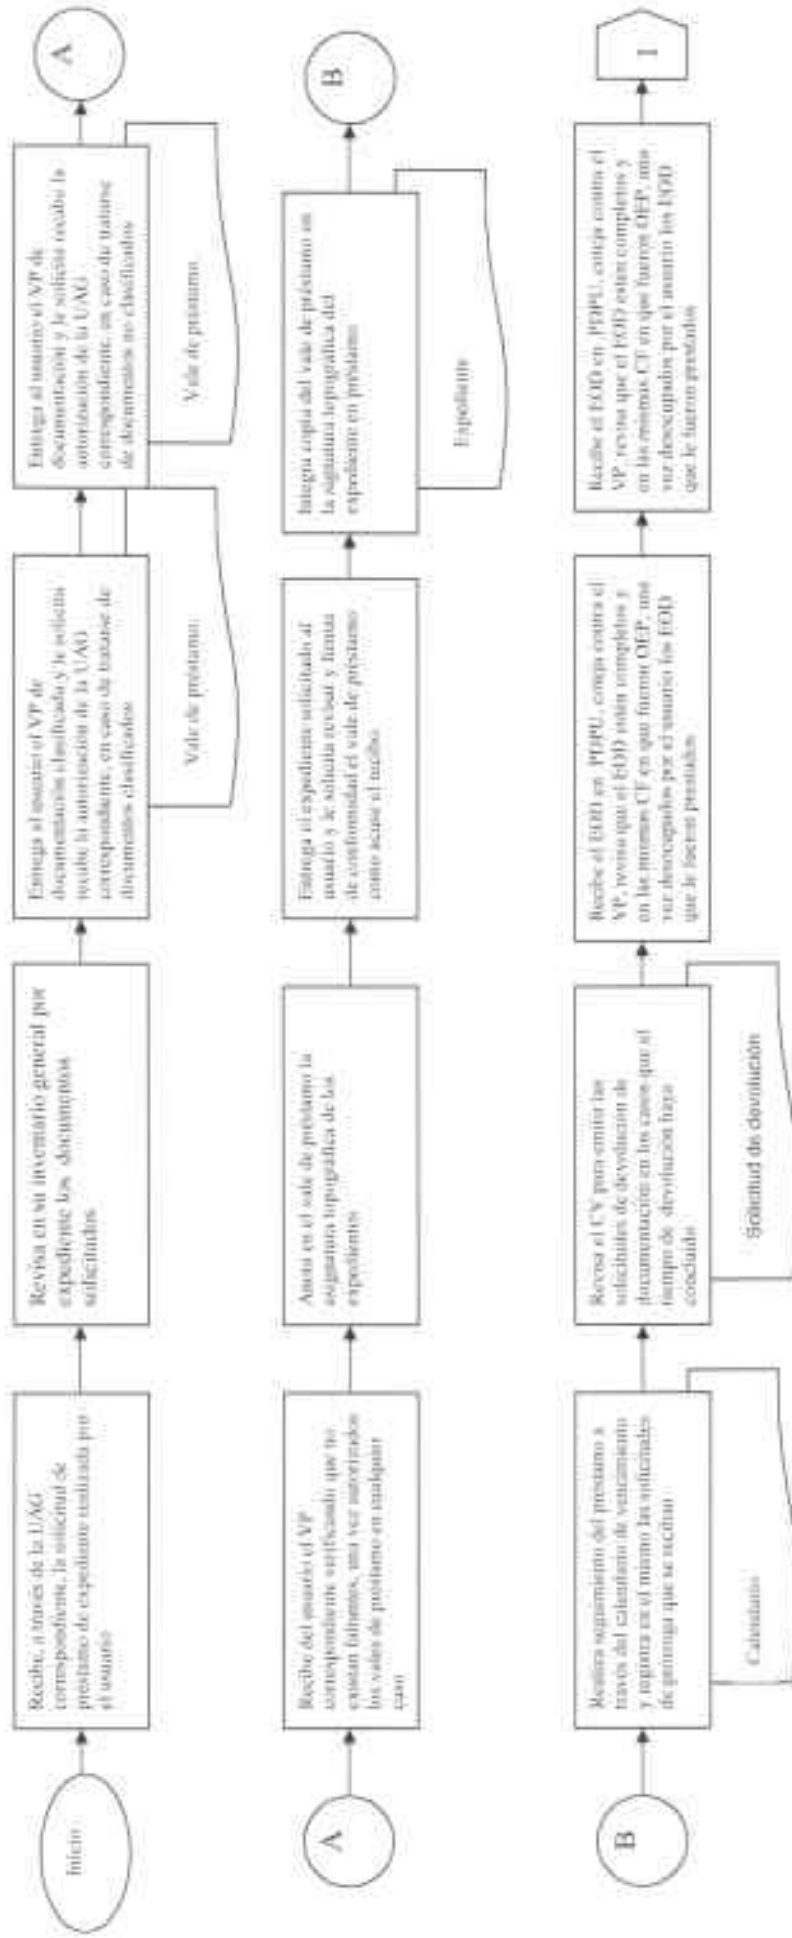 Inicio
Recibe, a través de la UAG
correspondiente, la solicitud de
préstamo de expediente realizada por
el usuario
Revisa en su inventario general por
expediente los documentos
solicitados
Entrega al usuario el VP de
documentación clasificada y le solicita
recabe la autorización de la UAG
correspondiente, en caso de tratarse de
documentos clasificados
Vale de préstamo
Entrega al usuario el VP de
documentación y le solicita recabe la
autorización de la UAG
correspondiente, en caso de tratarse
de documentos no clasificados
Vale de préstamo
A
A
Recibe del usuario el VP
correspondiente verificando que no
existan faltantes, una vez autorizados
los vales de préstamo en cualquier
caso
Anota en el vale de préstamo la
asignatura topográfica de los
expedientes
Entrega el expediente solicitado al
usuario y le solicita revisar y firmar
de conformidad el vale de préstamo
como acuse el recibo
Integra copia del vale de préstamo en
la signatura topográfica del
expediente en préstamo
Expediente
B
B
Realiza seguimiento del préstamo a
través del calendario de vencimiento
y registra en el mismo las solicitudes
de prórroga que se reciban
Calendario
Revisa el CV para emitir las
solicitudes de devolución de
documentación en los casos que el
tiempo de devolución haya
concluido
Solicitud de devolución
Recibe el EOD en PDPU, coteja contra el
VP, revisa que el EOD estén completos y
en las mismas CF en que fueron OEP, una
vez desocupados por el usuario los EOD
que le fueron prestados
Recibe el EOD en PDPU, coteja contra el
VP, revisa que el EOD estén completos y
en las mismas CF en que fueron OEP, una
vez desocupados por el usuario los EOD
que le fueron prestados
1